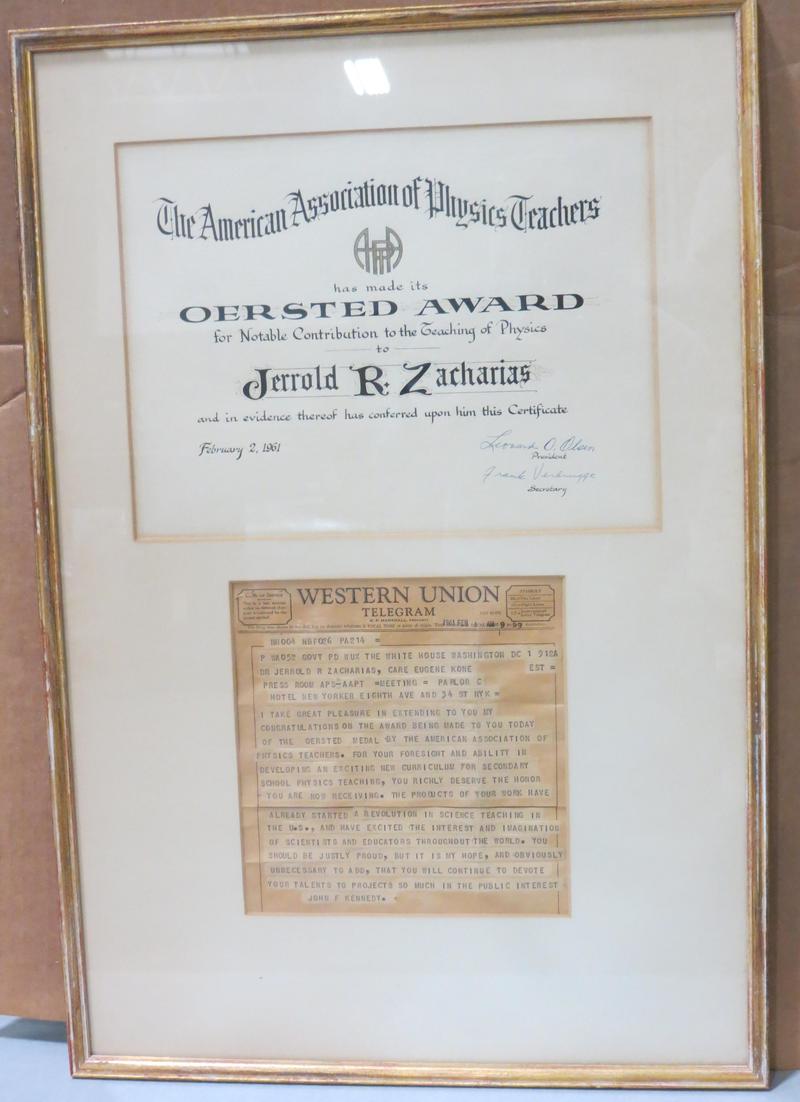 The American Association of Physics Teachers
AAPT
has made its
OERSTED AWARD
for Notable Contribution to the Teaching of Physics
to
Jerrold R. Zacharias
and in evidence thereof has conferred upon him this Certificate
February 2, 1961
Leonard O. Olsen
President
Frank Verbrugge
Secretary
WESTERN UNION
TELEGRAM
W. P. MARSHALL, PRESIDENT
1961 FEB
NBF026 PA214 =
P WA052 GOVT PD WUX THE WHITE HOUSE WASHINGTON DC 1 912A
DR JERROLD R ZACHARIAS, CARE EUGENE KONE EST =
PRESS ROOM APS-AAPT =MEETING = PARLOR C
HOTEL NEW YORKER EIGHTH AVE AND 34 ST NYK =
I TAKE GREAT PLEASURE IN EXTENDING TO YOU MY
CONGRATULATIONS ON THE AWARD BEING MADE TO YOU TODAY
OF THE OERSTED MEDAL BY THE AMERICAN ASSOCIATION OF
PHYSICS TEACHERS. FOR YOUR FORESIGHT AND ABILITY IN
DEVELOPING AN EXCITING NEW CURRICULUM FOR SECONDARY
SCHOOL PHYSICS TEACHING, YOU RICHLY DESERVE THE HONOR
YOU ARE NOW RECEIVING. THE PRODUCTS OF YOUR WORK HAVE
ALREADY STARTED A REVOLUTION IN SCIENCE TEACHING IN
THE U.S., AND HAVE EXCITED THE INTEREST AND IMAGINATION
OF SCIENTISTS AND EDUCATORS THROUGHOUT THE WORLD. YOU
SHOULD BE JUSTLY PROUD, BUT IT IS MY HOPE, AND OBVIOUSLY
UNNECESSARY TO ADD, THAT YOU WILL CONTINUE TO DEVOTE
YOUR TALENTS TO PROJECTS SO MUCH IN THE PUBLIC INTEREST
JOHN F KENNEDY.